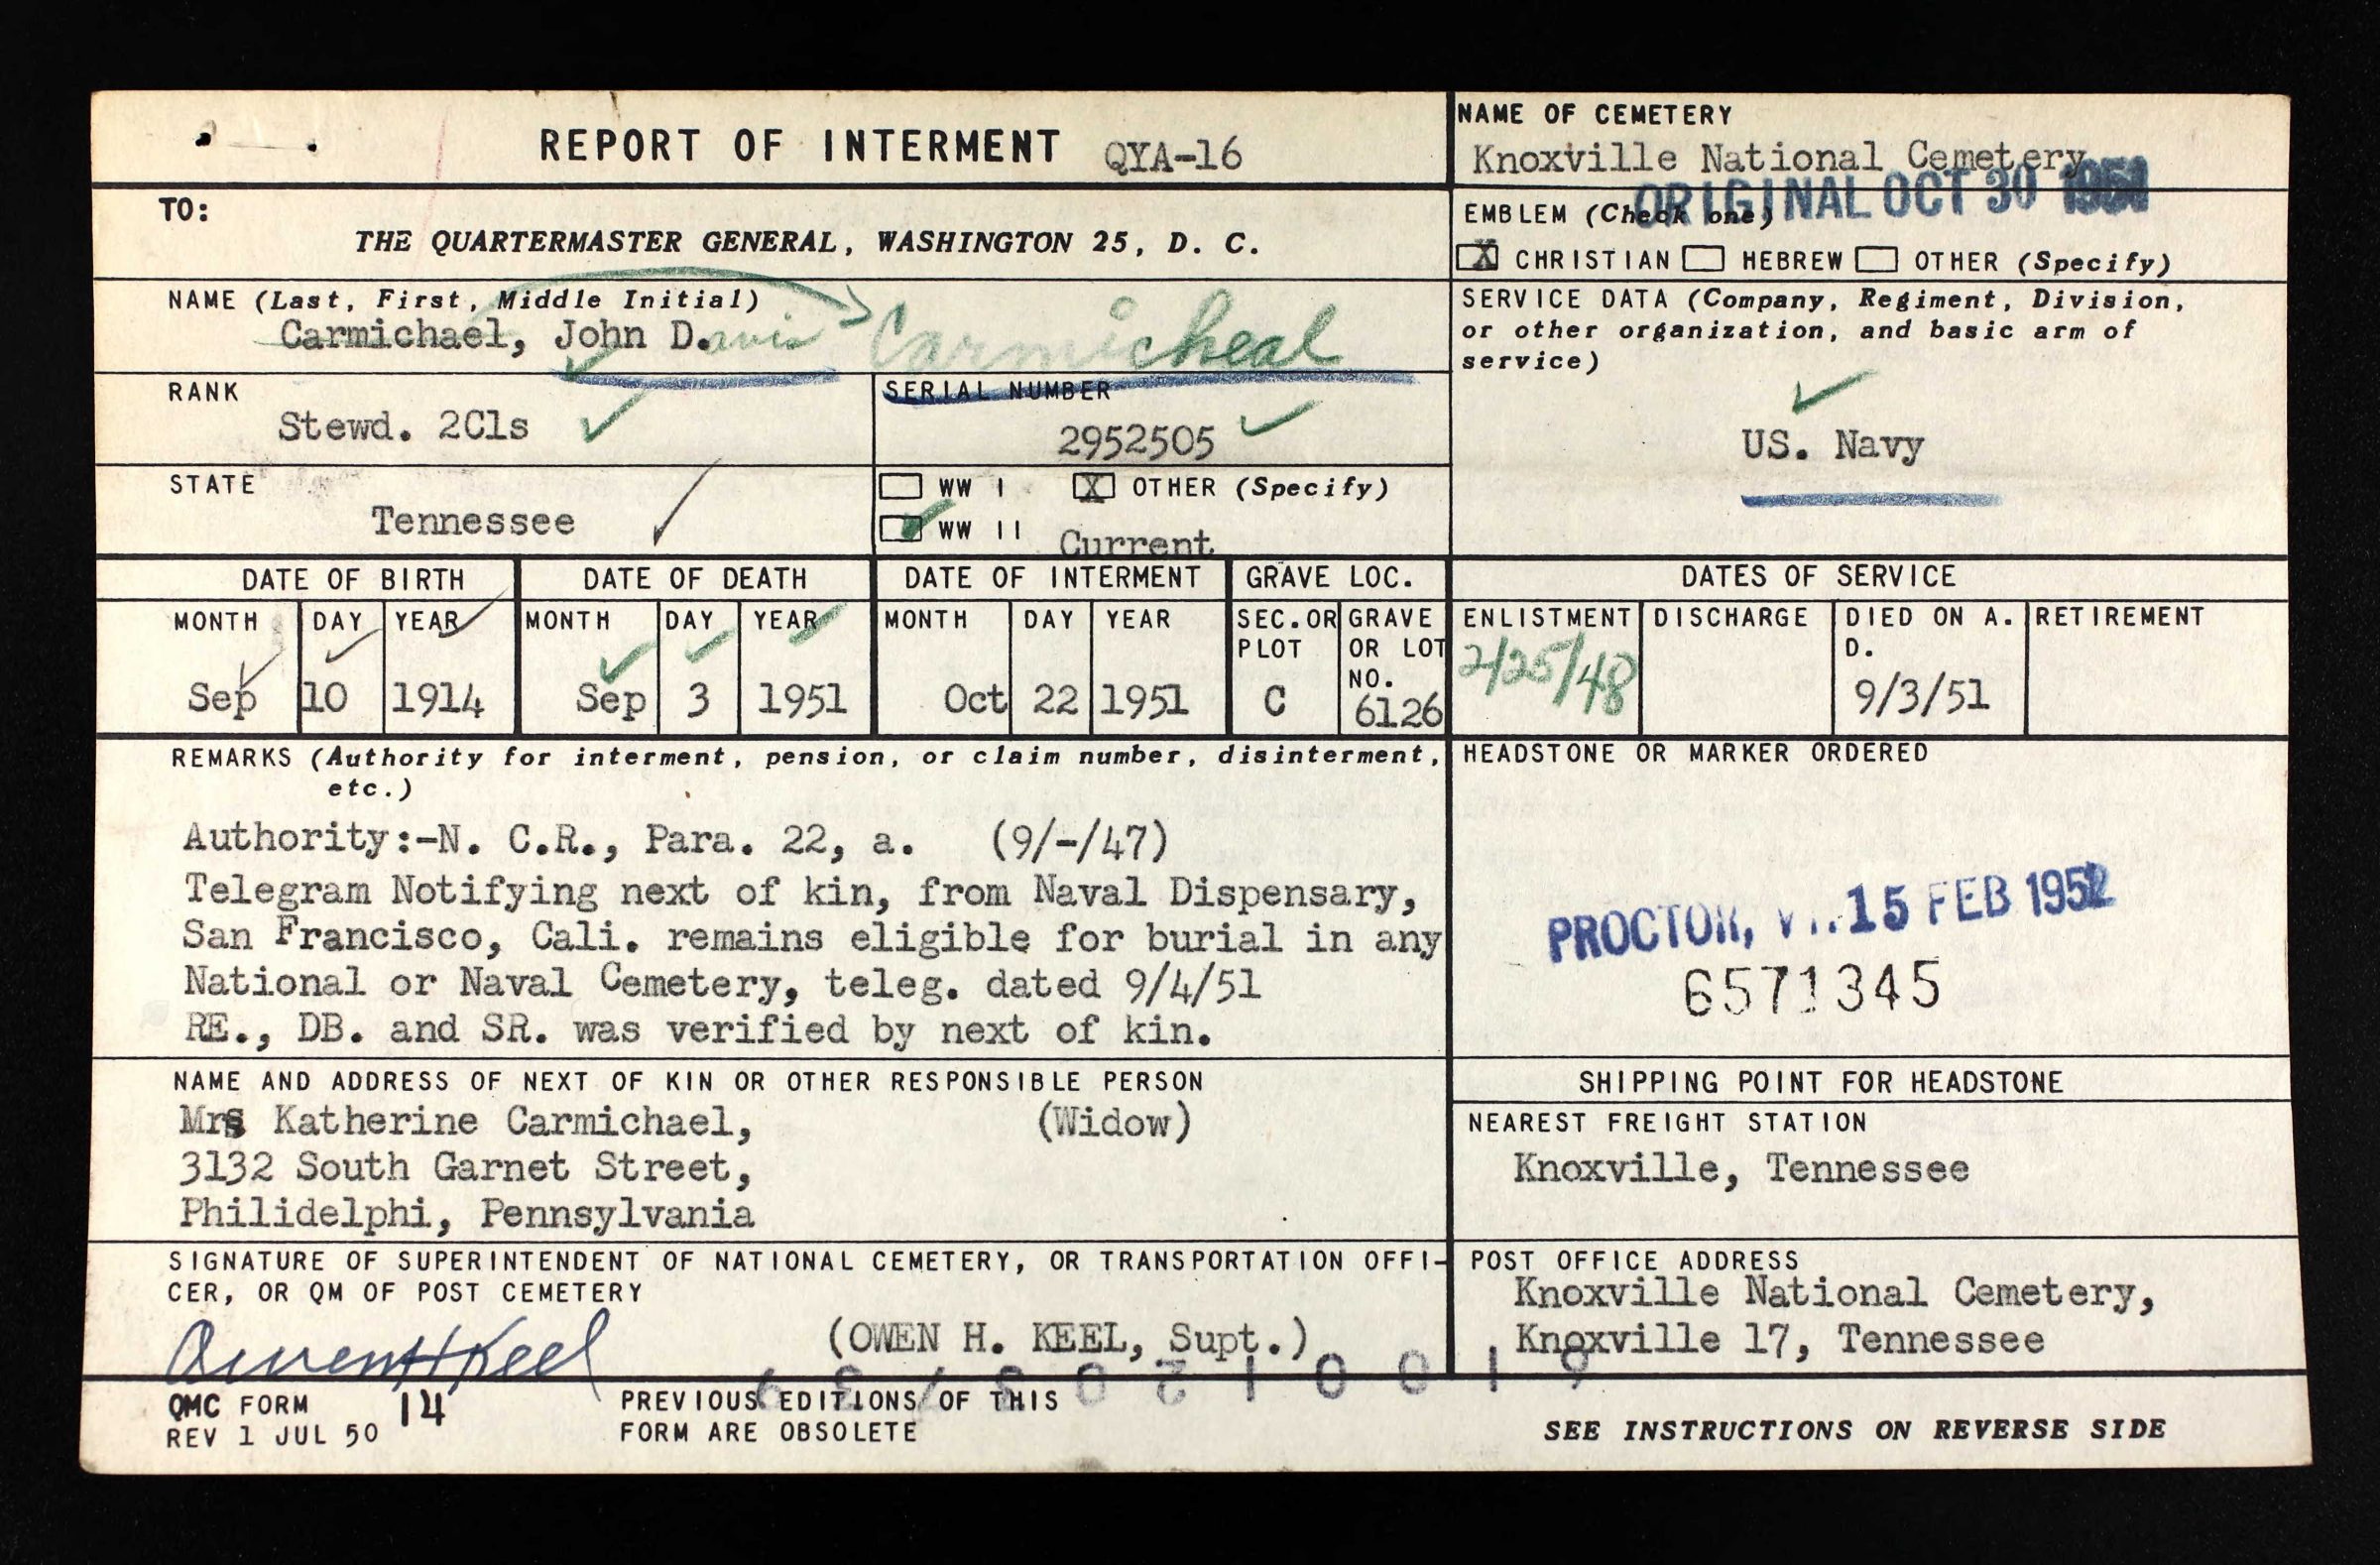 REPORT OF INTERMENT QYA-16
NAME OF CEMETERY
Knoxville National Cemetery
ORIGINAL OCT 30 1951
TO:
THE QUARTERMASTER GENERAL, WASHINGTON 25, D. C.
EMBLEM (Check one)
X CHRISTIAN HEBREW OTHER (Specify)
NAME (Last, First, Middle Initial)
Carmichael, John D.avis Carmicheal
SERVICE DATA (Company, Regiment, Division,
or other organization, and basic arm of
service)
US. Navy
RANK
Stewd. 2Cls
SERIAL NUMBER
2952505
STATE
Tennessee
WW I X OTHER (Specify)
WW II Current
DATE OF BIRTH DATE OF DEATH DATE OF INTERMENT GRAVE LOC. DATES OF SERVICE
MONTH DAY YEAR MONTH DAY YEAR MONTH DAY YEAR SEC. OR PLOT GRAVE OR LOT NO. ENLISTMENT DISCHARGE DIED ON A. D. RETIREMENT
Sep 10 1914 Sep 3 1951 Oct 22 1951 C 6126 2/25/48 9/3/51
REMARKS (Authority for interment, pension, or claim number, disinterment,
etc.)
Authority:-N. C.R., Para. 22, a. (9/-/47)
Telegram Notifying next of kin, from Naval Dispensary,
San Francisco, Cali. remains eligible for burial in any
National or Naval Cemetery, teleg. dated 9/4/51
RE., DB. and SR. was verified by next of kin.
HEADSTONE OR MARKER ORDERED
PROCTOR, VT. 15 FEB 1952
6571345
NAME AND ADDRESS OF NEXT OF KIN OR OTHER RESPONSIBLE PERSON
Mrs Katherine Carmichael, (Widow)
3132 South Garnet Street,
Philidelphi, Pennsylvania
SHIPPING POINT FOR HEADSTONE
NEAREST FREIGHT STATION
Knoxville, Tennessee
SIGNATURE OF SUPERINTENDENT OF NATIONAL CEMETERY, OR TRANSPORTATION OFFI-
CER, OR QM OF POST CEMETERY
Owen H Keel
(OWEN H. KEEL, Supt.)
POST OFFICE ADDRESS
Knoxville National Cemetery,
Knoxville 17, Tennessee
QMC FORM 14
REV 1 JUL 50
PREVIOUS EDITIONS OF THIS
FORM ARE OBSOLETE
SEE INSTRUCTIONS ON REVERSE SIDE